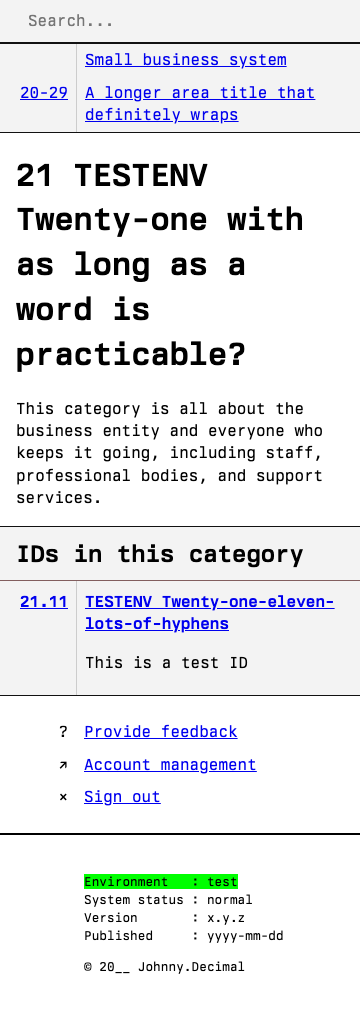 Search...
Small business system
20-29 A longer area title that
definitely wraps
21 TESTENV
Twenty-one with
as long as a
word is
practicable?
This category is all about the
business entity and everyone who
keeps it going, including staff,
professional bodies, and support
services.
IDs in this category
21.11 TESTENV Twenty-one-eleven-
lots-of-hyphens
This is a test ID
? Provide feedback
↗ Account management
× Sign out
Environment : test
System status : normal
Version : x.y.z
Published : yyyy-mm-dd
© 20__ Johnny.Decimal